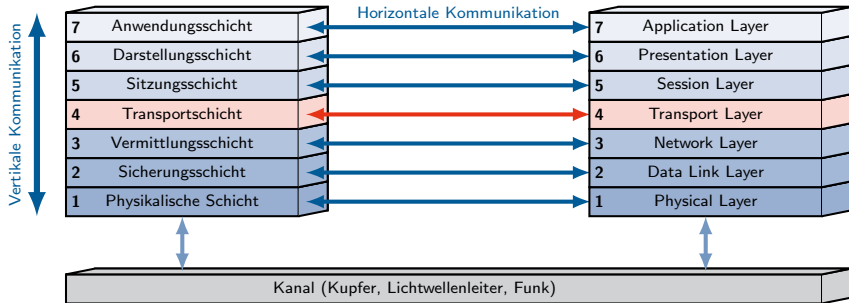 Horizontale Kommunikation
Vertikale Kommunikation
7 Anwendungsschicht
6 Darstellungsschicht
5 Sitzungsschicht
4 Transportschicht
3 Vermittlungsschicht
2 Sicherungsschicht
1 Physikalische Schicht
7 Application Layer
6 Presentation Layer
5 Session Layer
4 Transport Layer
3 Network Layer
2 Data Link Layer
1 Physical Layer
Kanal (Kupfer, Lichtwellenleiter, Funk)